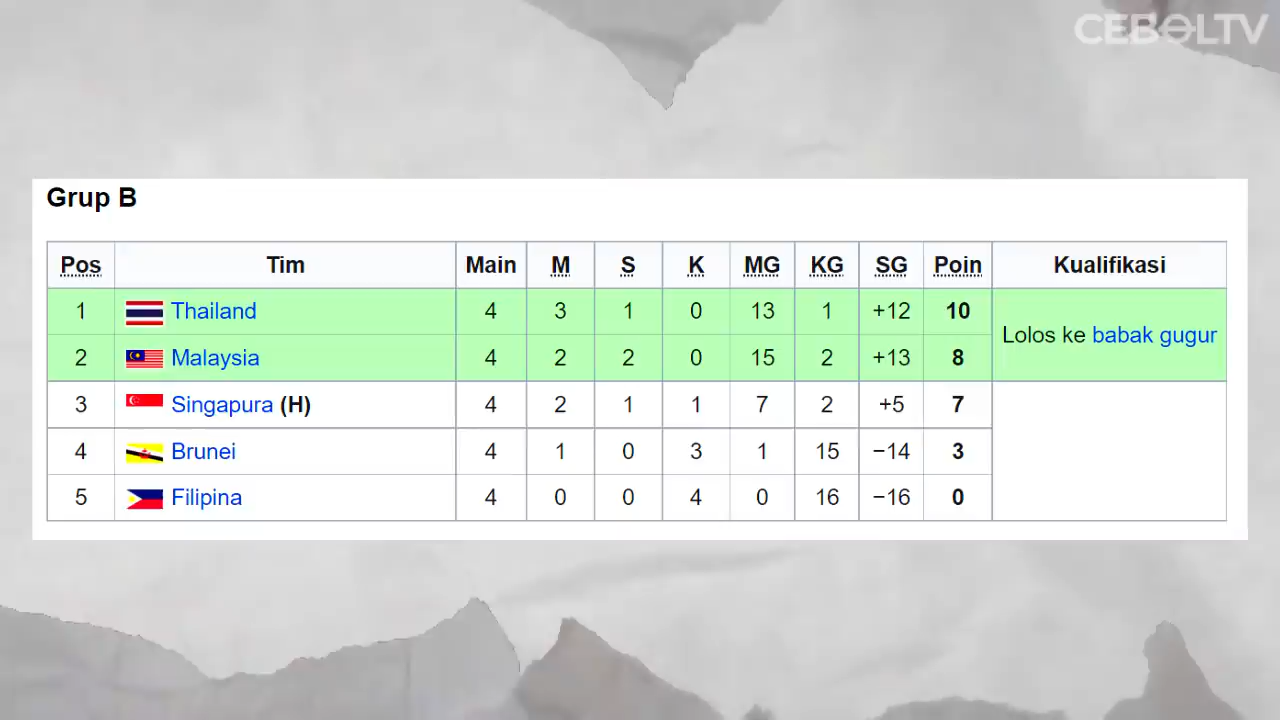 CEBOLTV
Grup B
Pos Tim Main M S K MG KG SG Poin Kualifikasi
1 Thailand 4 3 1 0 13 1 +12 10 Lolos ke babak gugur
2 Malaysia 4 2 2 0 15 2 +13 8
3 Singapura (H) 4 2 1 1 7 2 +5 7
4 Brunei 4 1 0 3 1 15 −14 3
5 Filipina 4 0 0 4 0 16 −16 0